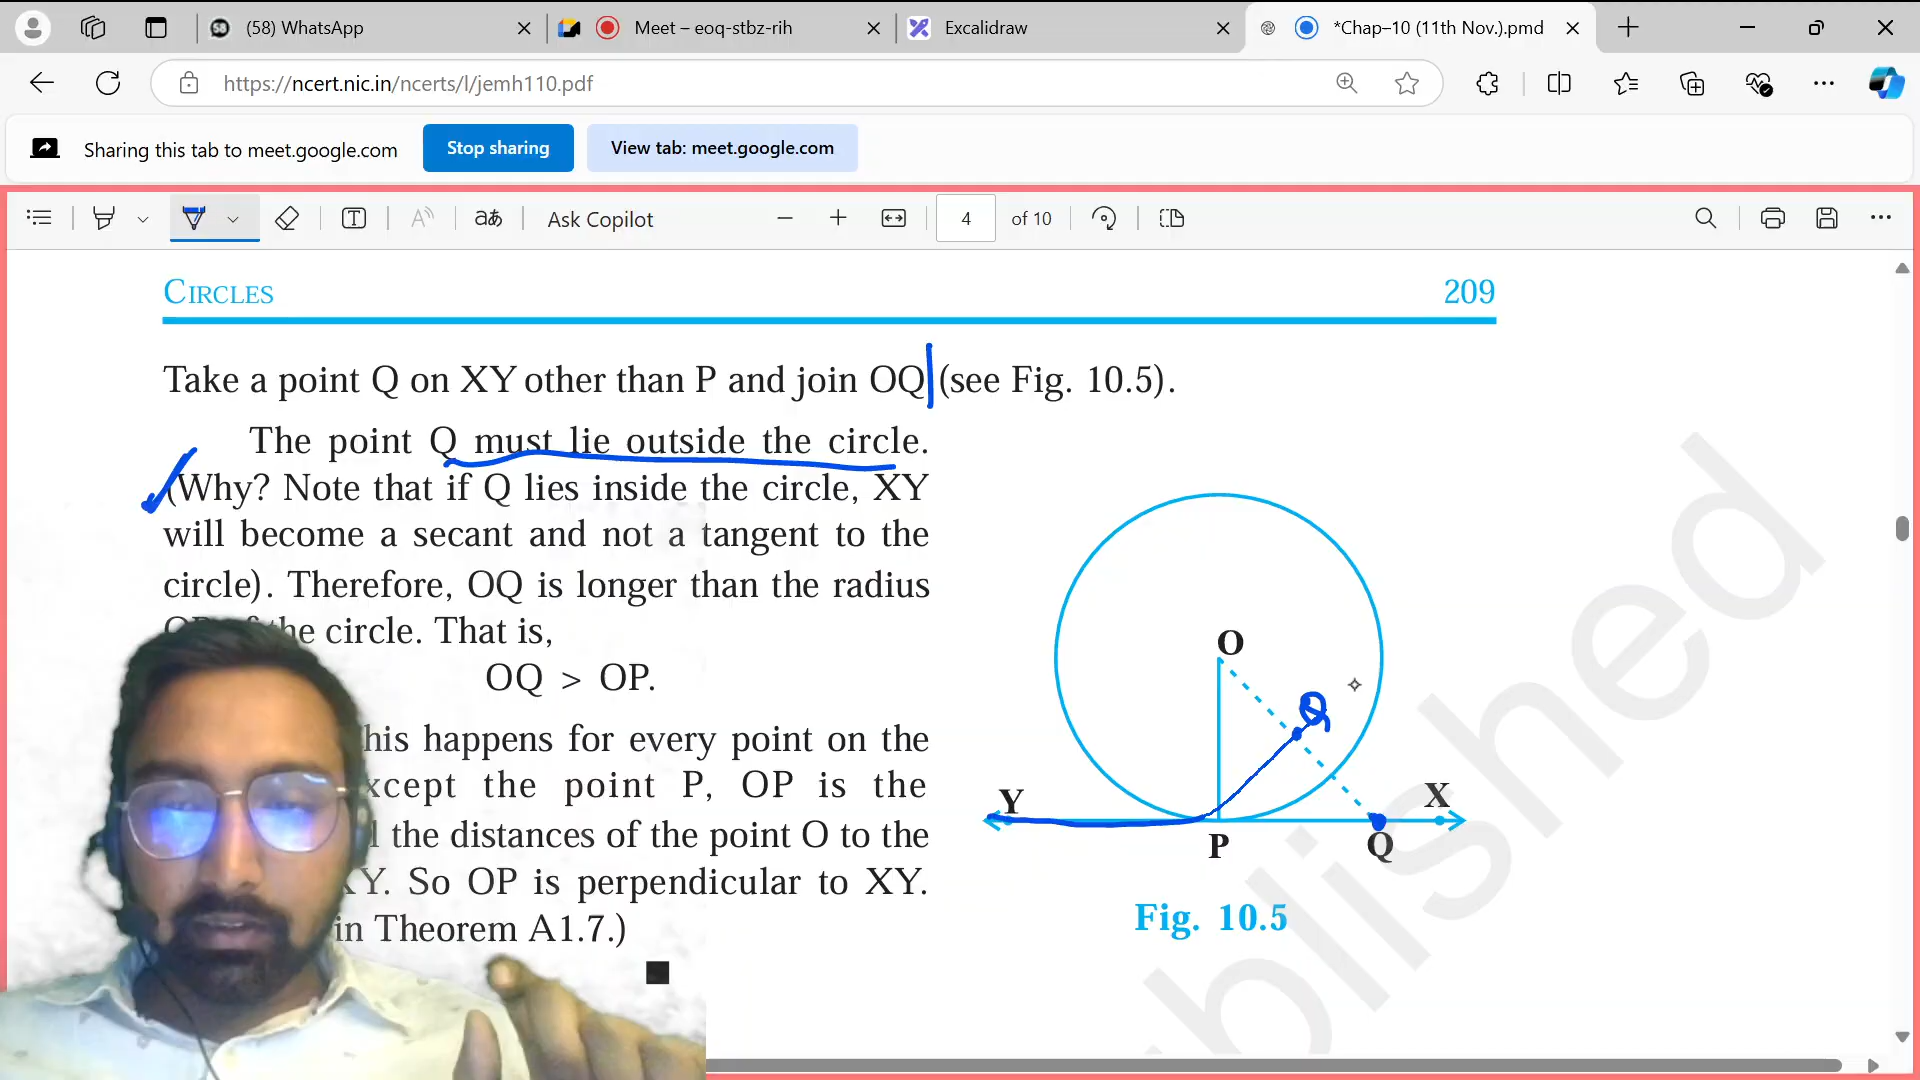 (58) WhatsApp
Meet – eoq-stbz-rih
Excalidraw
*Chap–10 (11th Nov.).pmd
https://ncert.nic.in/ncerts/l/jemh110.pdf
Sharing this tab to meet.google.com
Stop sharing
View tab: meet.google.com
Ask Copilot
4 of 10
CIRCLES 209
Take a point Q on XY other than P and join OQ (see Fig. 10.5).
The point Q must lie outside the circle.
(Why? Note that if Q lies inside the circle, XY
will become a secant and not a tangent to the
circle). Therefore, OQ is longer than the radius
the circle. That is,
OQ > OP.
his happens for every point on the
xcept the point P, OP is the
the distances of the point O to the
XY. So OP is perpendicular to XY.
in Theorem A1.7.)
O
Q
Y
X
P
Q
Fig. 10.5
blished